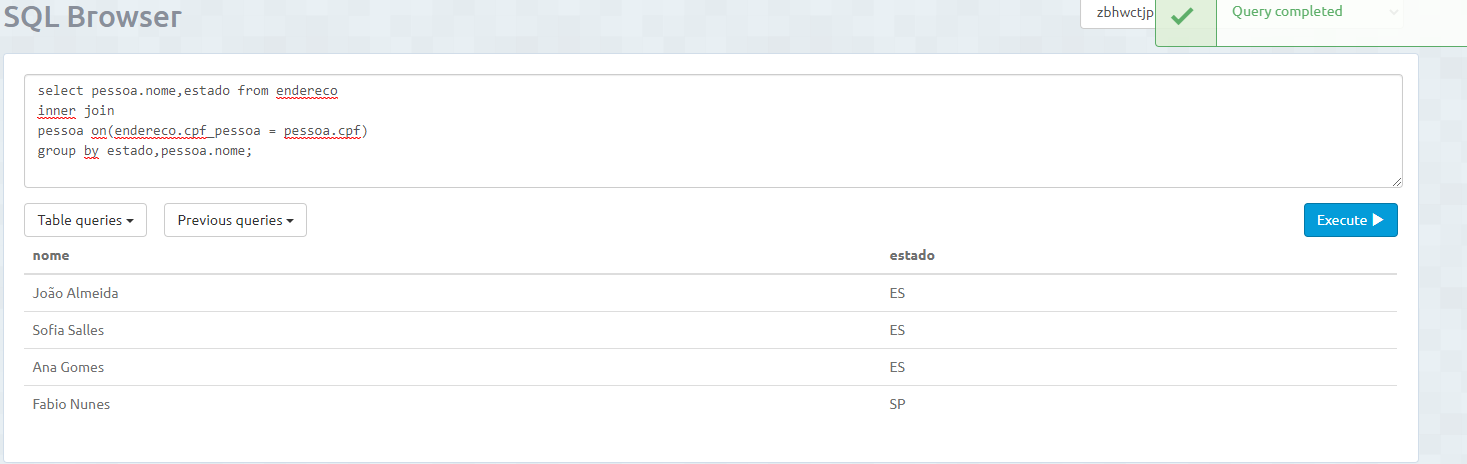 SQL Browser
zbhwctjp
Query completed
select pessoa.nome,estado from endereco
inner join
pessoa on(endereco.cpf_pessoa = pessoa.cpf)
group by estado,pessoa.nome;
Table queries
Previous queries
Execute
nome estado
João Almeida ES
Sofia Salles ES
Ana Gomes ES
Fabio Nunes SP